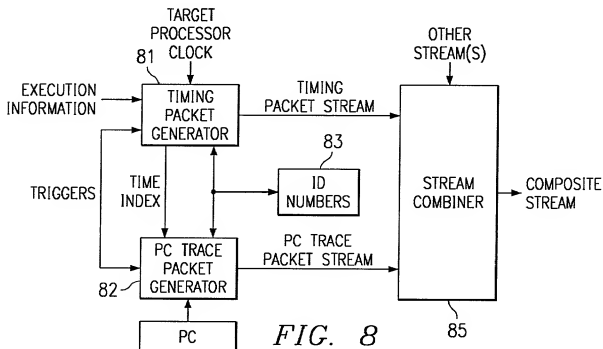 TARGET
PROCESSOR
CLOCK
81
OTHER
STREAM(S)
EXECUTION
INFORMATION
TIMING
PACKET
GENERATOR
TIMING
PACKET STREAM
83
ID
NUMBERS
TRIGGERS
TIME
INDEX
STREAM
COMBINER
COMPOSITE
STREAM
PC TRACE
PACKET
GENERATOR
PC TRACE
PACKET STREAM
82
85
PC
FIG. 8